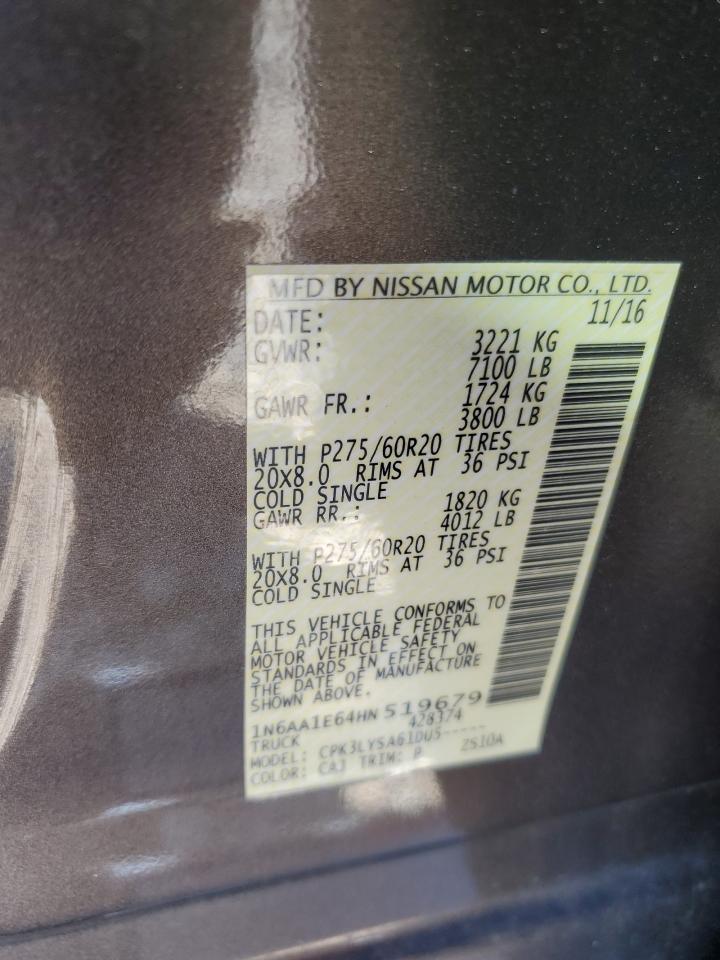 MFD BY NISSAN MOTOR CO., LTD.
DATE: 11/16
GVWR: 3221 KG
7100 LB
GAWR FR.: 1724 KG
3800 LB
WITH P275/60R20 TIRES
20X8.0 RIMS AT 36 PSI
COLD SINGLE
GAWR RR.: 1820 KG
4012 LB
WITH P275/60R20 TIRES
20X8.0 RIMS AT 36 PSI
COLD SINGLE
THIS VEHICLE CONFORMS TO
ALL APPLICABLE FEDERAL
MOTOR VEHICLE SAFETY
STANDARDS IN EFFECT ON
THE DATE OF MANUFACTURE
SHOWN ABOVE.
1N6AA1E64HN 519679
TRUCK 428374
MODEL: CPK3LYSA61DU5-----
COLOR: CAJ TRIM: P ZS10A